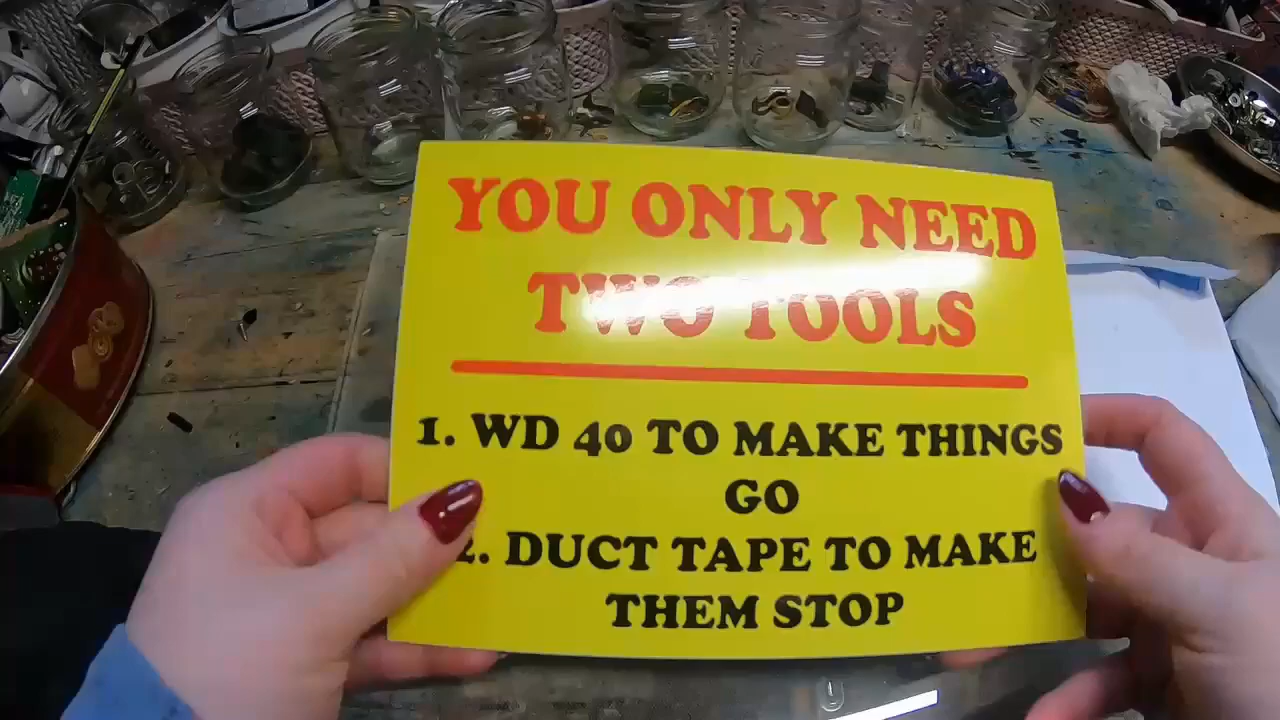 YOU ONLY NEED
TWO TOOLS
1. WD 40 TO MAKE THINGS
GO
2. DUCT TAPE TO MAKE
THEM STOP